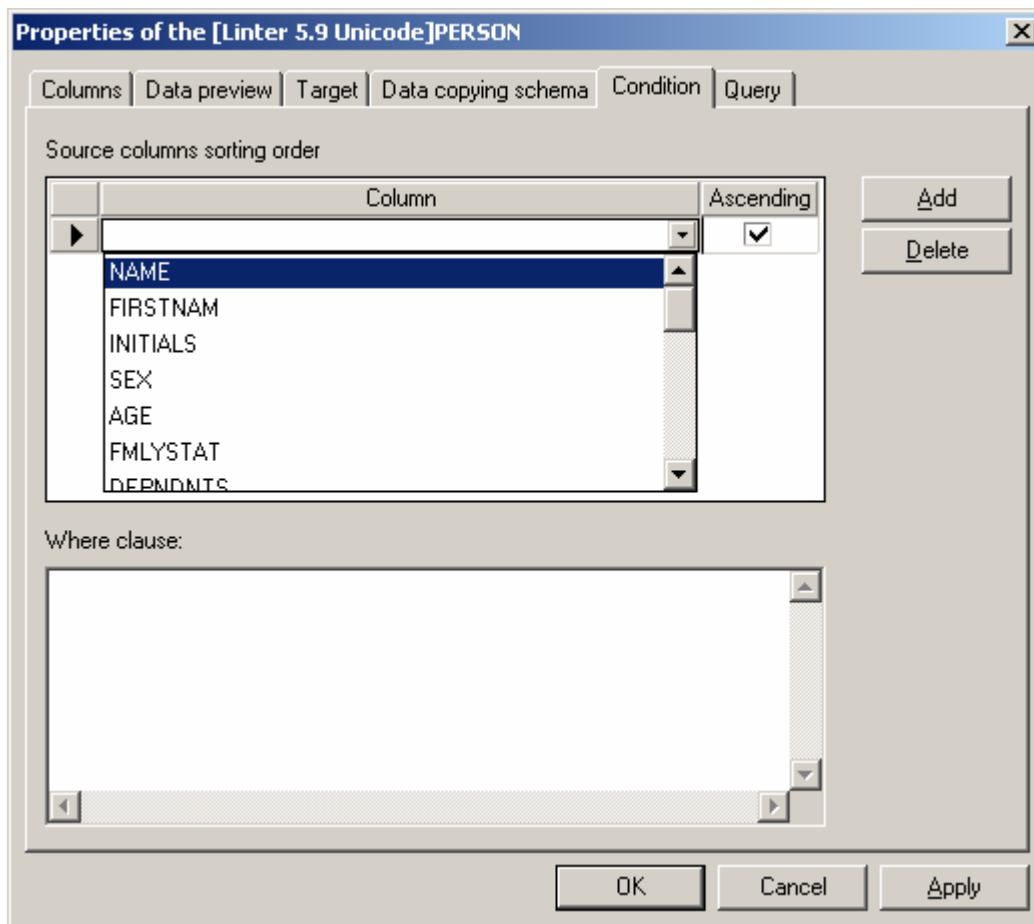 Properties of the [Linter 5.9 Unicode]PERSON
Columns Data preview Target Data copying schema Condition Query
Source columns sorting order
Column Ascending Add
Delete
NAME
FIRSTNAM
INITIALS
SEX
AGE
FMLYSTAT
DEPNDNTS
Where clause:
OK Cancel Apply